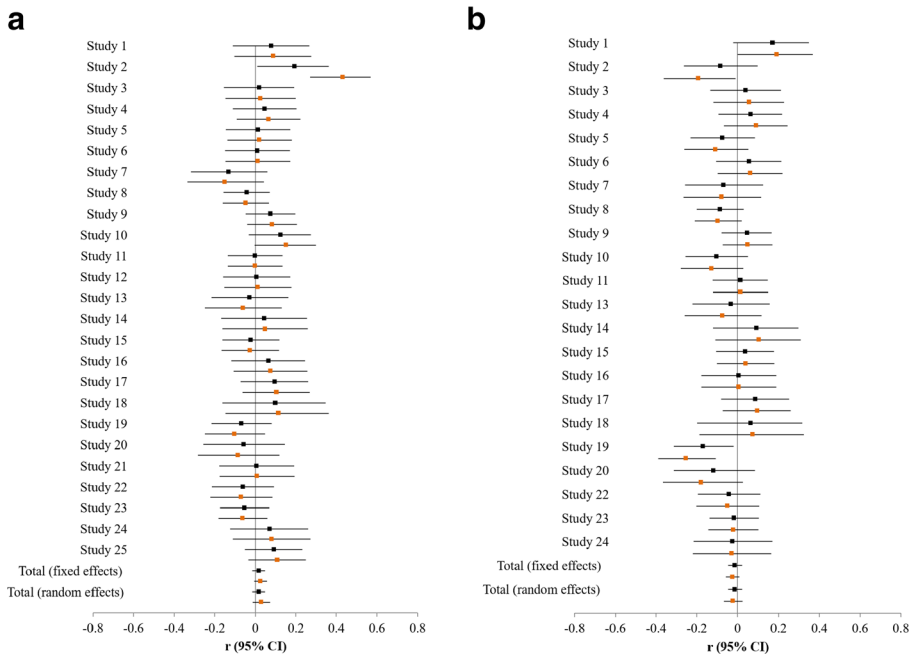 a
Study 1
Study 2
Study 3
Study 4
Study 5
Study 6
Study 7
Study 8
Study 9
Study 10
Study 11
Study 12
Study 13
Study 14
Study 15
Study 16
Study 17
Study 18
Study 19
Study 20
Study 21
Study 22
Study 23
Study 24
Study 25
Total (fixed effects)
Total (random effects)
-0.8 -0.6 -0.4 -0.2 0 0.2 0.4 0.6 0.8
r (95% CI)
b
Study 1
Study 2
Study 3
Study 4
Study 5
Study 6
Study 7
Study 8
Study 9
Study 10
Study 11
Study 13
Study 14
Study 15
Study 16
Study 17
Study 18
Study 19
Study 20
Study 22
Study 23
Study 24
Total (fixed effects)
Total (random effects)
-0.8 -0.6 -0.4 -0.2 0 0.2 0.4 0.6 0.8
r (95% CI)